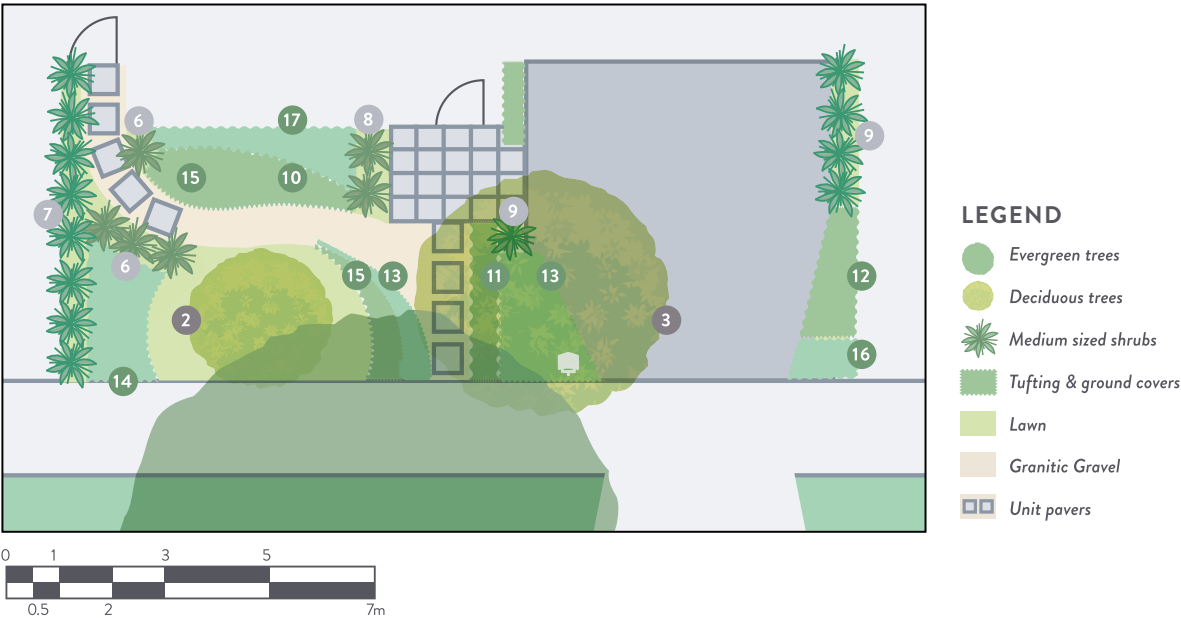 6
17
8
9
15
10
7
9
6
15
13
11
13
12
2
3
16
14
LEGEND
Evergreen trees
Deciduous trees
Medium sized shrubs
Tufting & ground covers
Lawn
Granitic Gravel
Unit pavers
0 1 3 5
0.5 2 7m